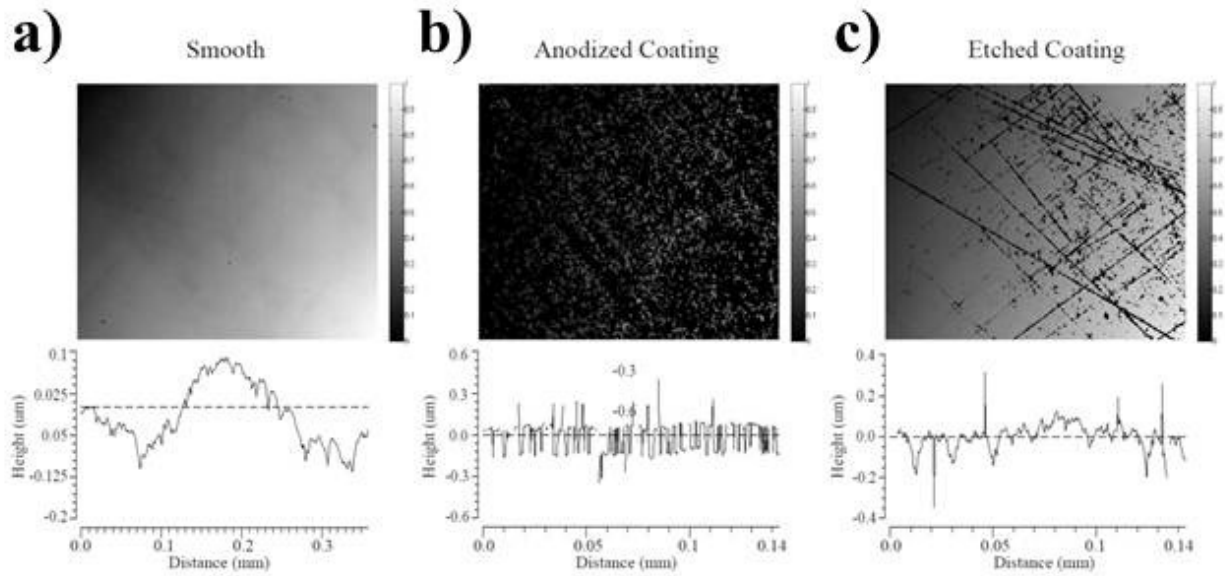 a) Smooth
b) Anodized Coating
c) Etched Coating
0.1
0.025
0.05
-0.125
-0.2
Height (um)
0.0 0.1 0.2 0.3
Distance (mm)
0.6
0.3
0.0
-0.3
-0.6
-0.3
-0.6
Height (um)
0.0 0.05 0.1 0.14
Distance (mm)
0.4
0.2
0.0
-0.2
-0.4
Height (um)
0.0 0.05 0.1 0.14
Distance (mm)